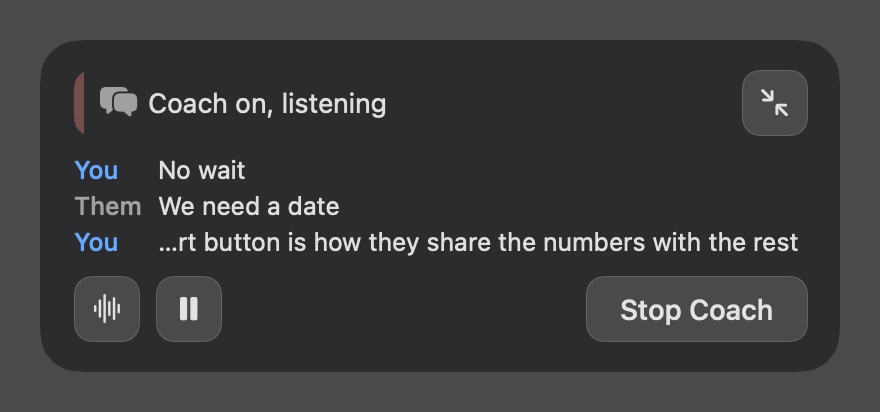 Coach on, listening
You No wait
Them We need a date
You ...rt button is how they share the numbers with the rest
Stop Coach